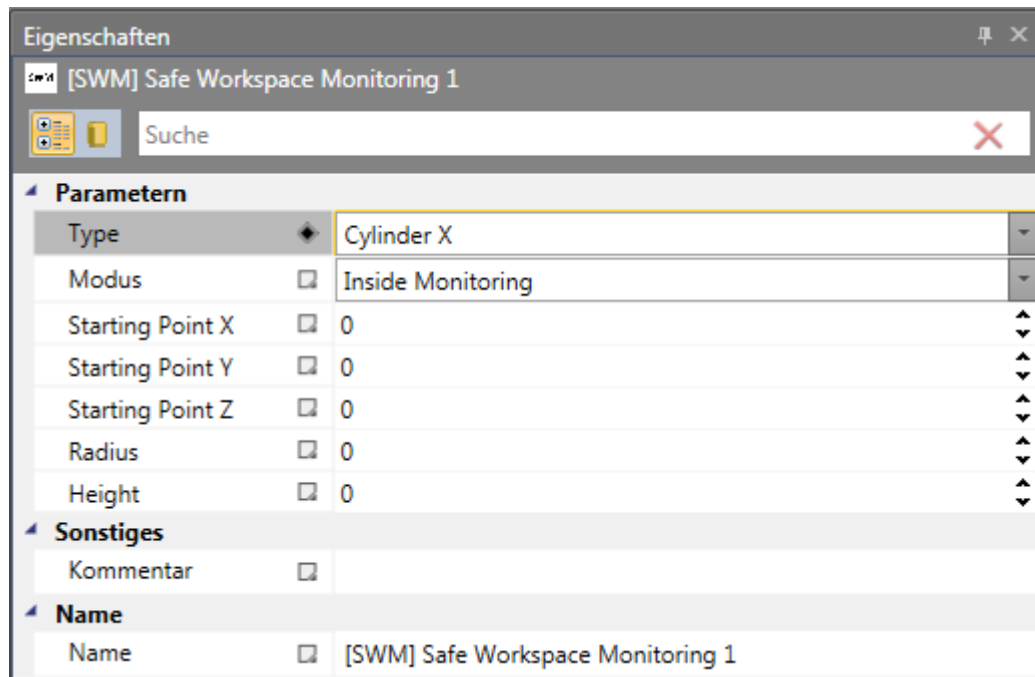 Eigenschaften
[SWM] Safe Workspace Monitoring 1
Suche
Parametern
Type Cylinder X
Modus Inside Monitoring
Starting Point X 0
Starting Point Y 0
Starting Point Z 0
Radius 0
Height 0
Sonstiges
Kommentar
Name
Name [SWM] Safe Workspace Monitoring 1